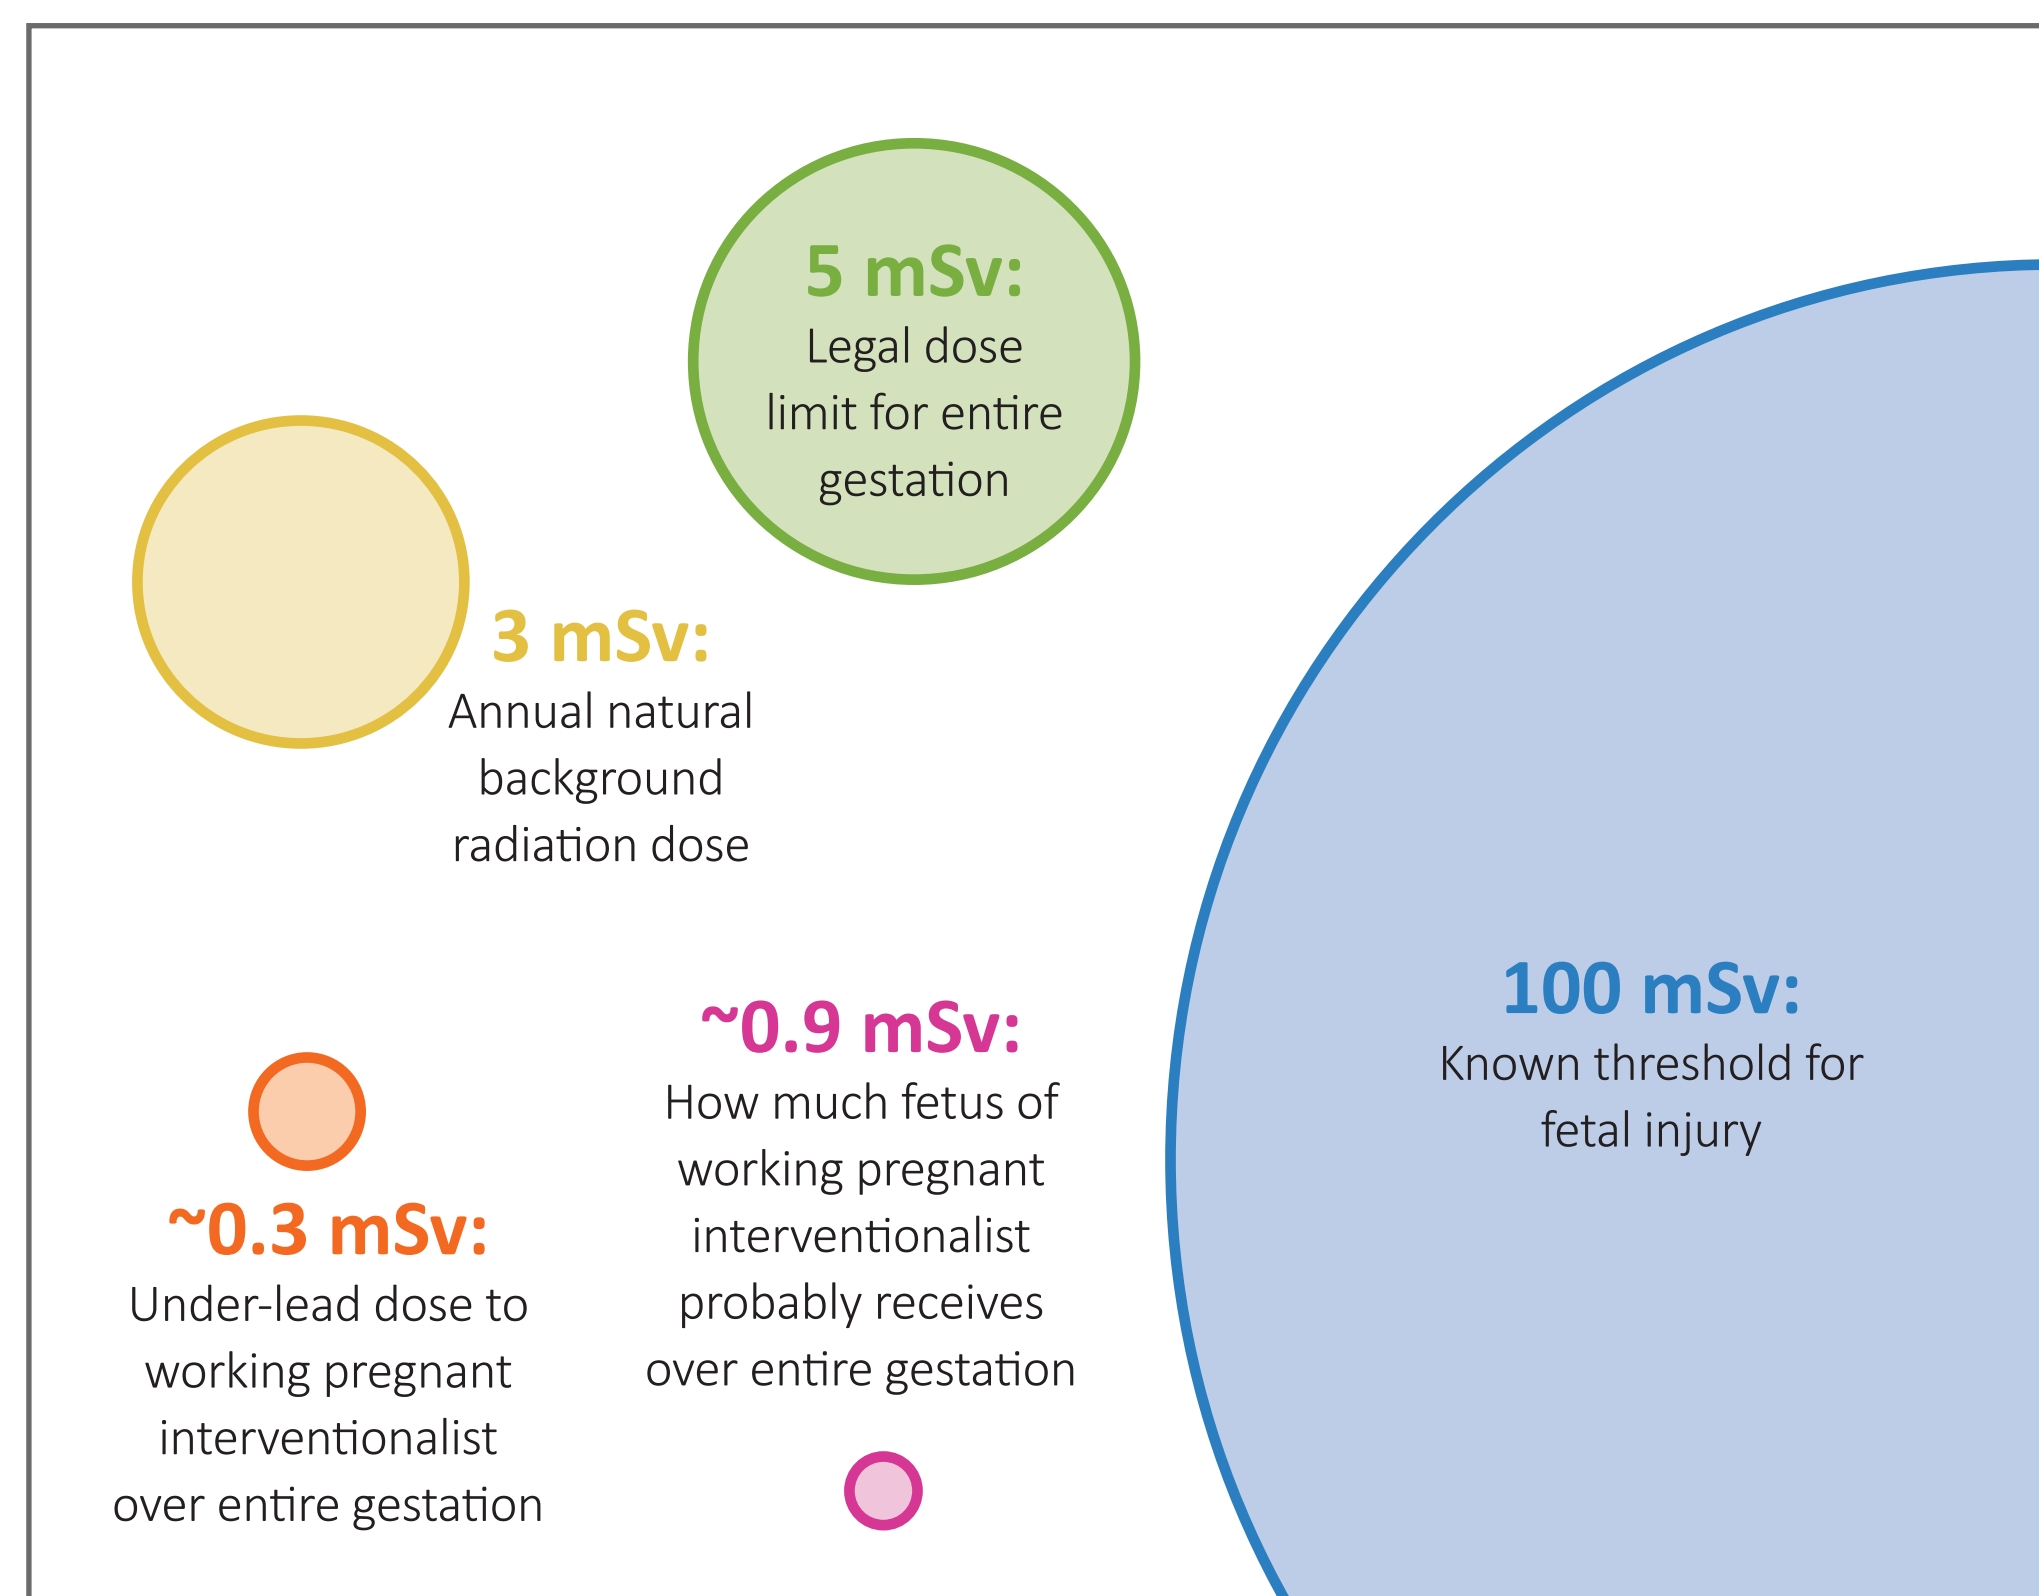 5 mSv:
Legal dose
limit for entire
gestation
3 mSv:
Annual natural
background
radiation dose
~0.9 mSv:
How much fetus of
working pregnant
interventionalist
probably receives
over entire gestation
100 mSv:
Known threshold for
fetal injury
~0.3 mSv:
Under-lead dose to
working pregnant
interventionalist
over entire gestation